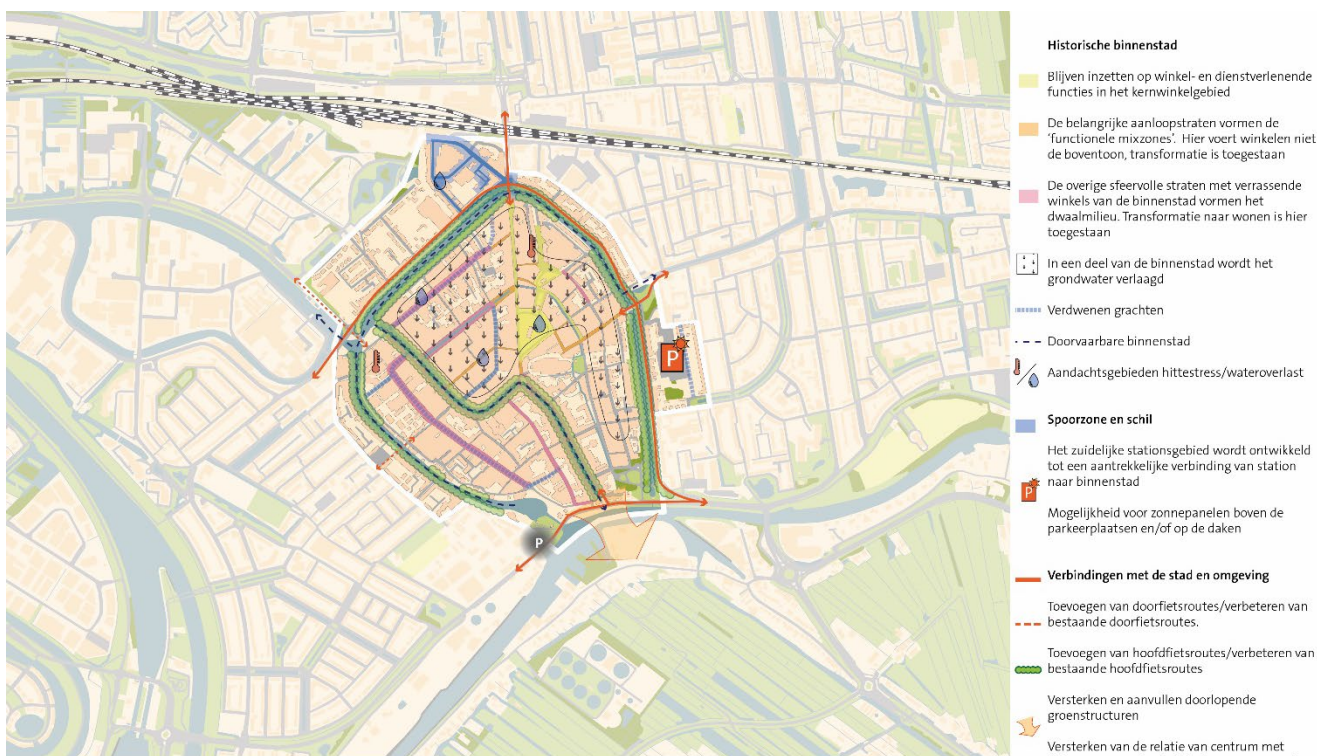 P
P
Historische binnenstad
Blijven inzetten op winkel- en dienstverlenende
functies in het kernwinkelgebied
De belangrijke aanloopstraten vormen de
‘functionele mixzones’. Hier voert winkelen niet
de boventoon, transformatie is toegestaan
De overige sfeervolle straten met verrassende
winkels van de binnenstad vormen het
dwaalmilieu. Transformatie naar wonen is hier
toegestaan
In een deel van de binnenstad wordt het
grondwater verlaagd
Verdwenen grachten
Doorvaarbare binnenstad
Aandachtsgebieden hittestress/wateroverlast
Spoorzone en schil
Het zuidelijke stationsgebied wordt ontwikkeld
tot een aantrekkelijke verbinding van station
naar binnenstad
P
Mogelijkheid voor zonnepanelen boven de
parkeerplaatsen en/of op de daken
Verbindingen met de stad en omgeving
Toevoegen van doorfietsroutes/verbeteren van
bestaande doorfietsroutes.
Toevoegen van hoofdfietsroutes/verbeteren van
bestaande hoofdfietsroutes
Versterken en aanvullen doorlopende
groenstructuren
Versterken van de relatie van centrum met